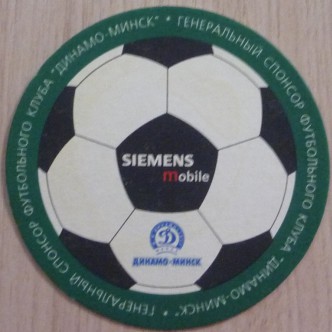 ГЕНЕРАЛЬНЫЙ СПОНСОР ФУТБОЛЬНОГО КЛУБА "ДИНАМО-МИНСК" • ГЕНЕРАЛЬНЫЙ СПОНСОР ФУТБОЛЬНОГО КЛУБА "ДИНАМО-МИНСК" •
SIEMENS
mobile
Д
ДИНАМО-МИНСК